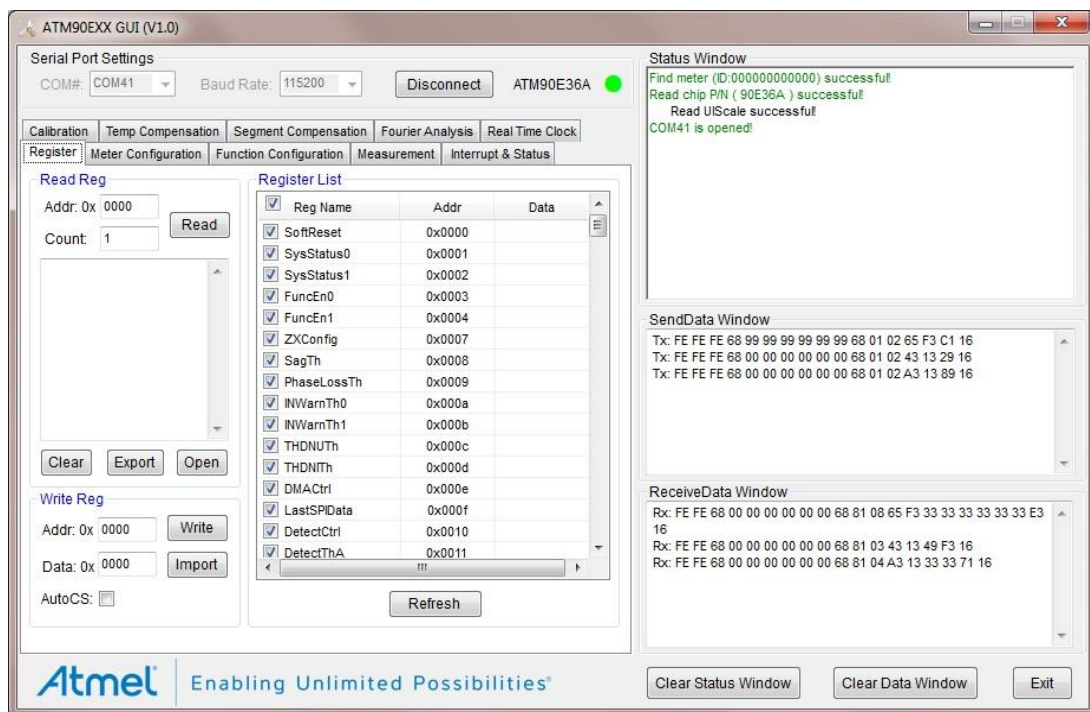 ATM90EXX GUI (V1.0)
Serial Port Settings
COM#: COM41 Baud Rate: 115200 Disconnect ATM90E36A
Calibration Temp Compensation Segment Compensation Fourier Analysis Real Time Clock
Register Meter Configuration Function Configuration Measurement Interrupt & Status
Read Reg
Addr: 0x 0000
Read
Count: 1
Clear Export Open
Write Reg
Addr: 0x 0000 Write
Data: 0x 0000 Import
AutoCS:
Register List
Reg Name Addr Data
SoftReset 0x0000
SysStatus0 0x0001
SysStatus1 0x0002
FuncEn0 0x0003
FuncEn1 0x0004
ZXConfig 0x0007
SagTh 0x0008
PhaseLossTh 0x0009
INWarnTh0 0x000a
INWarnTh1 0x000b
THDNUTh 0x000c
THDNITh 0x000d
DMACtrl 0x000e
LastSPIData 0x000f
DetectCtrl 0x0010
DetectThA 0x0011
Refresh
Status Window
Find meter (ID:000000000000) successful!
Read chip P/N ( 90E36A ) successful!
Read UIScale successful!
COM41 is opened!
SendData Window
Tx: FE FE FE 68 99 99 99 99 99 99 68 01 02 65 F3 C1 16
Tx: FE FE FE 68 00 00 00 00 00 00 68 01 02 43 13 29 16
Tx: FE FE FE 68 00 00 00 00 00 00 68 01 02 A3 13 89 16
ReceiveData Window
Rx: FE FE 68 00 00 00 00 00 00 68 81 08 65 F3 33 33 33 33 33 33 E3
16
Rx: FE FE 68 00 00 00 00 00 00 68 81 03 43 13 49 F3 16
Rx: FE FE 68 00 00 00 00 00 00 68 81 04 A3 13 33 33 71 16
Atmel Enabling Unlimited Possibilities®
Clear Status Window Clear Data Window Exit